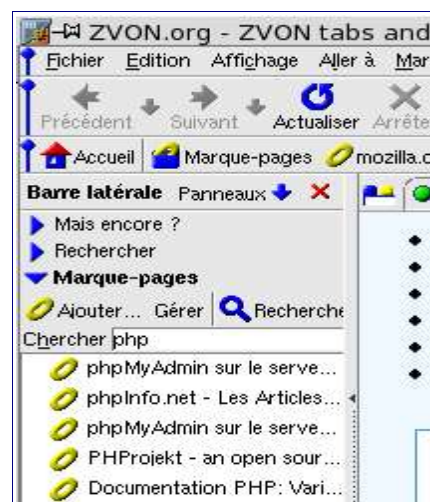 ZVON.org - ZVON tabs and
Fichier Edition Affichage Aller à Mar
Précédent Suivant Actualiser Arrête
Accueil Marque-pages mozilla.o
Barre latérale Panneaux
Mais encore ?
Rechercher
Marque-pages
Ajouter... Gérer Recherche
Chercher php
phpMyAdmin sur le serve...
phpInfo.net - Les Articles...
phpMyAdmin sur le serve...
PHProjekt - an open sour...
Documentation PHP: Vari...